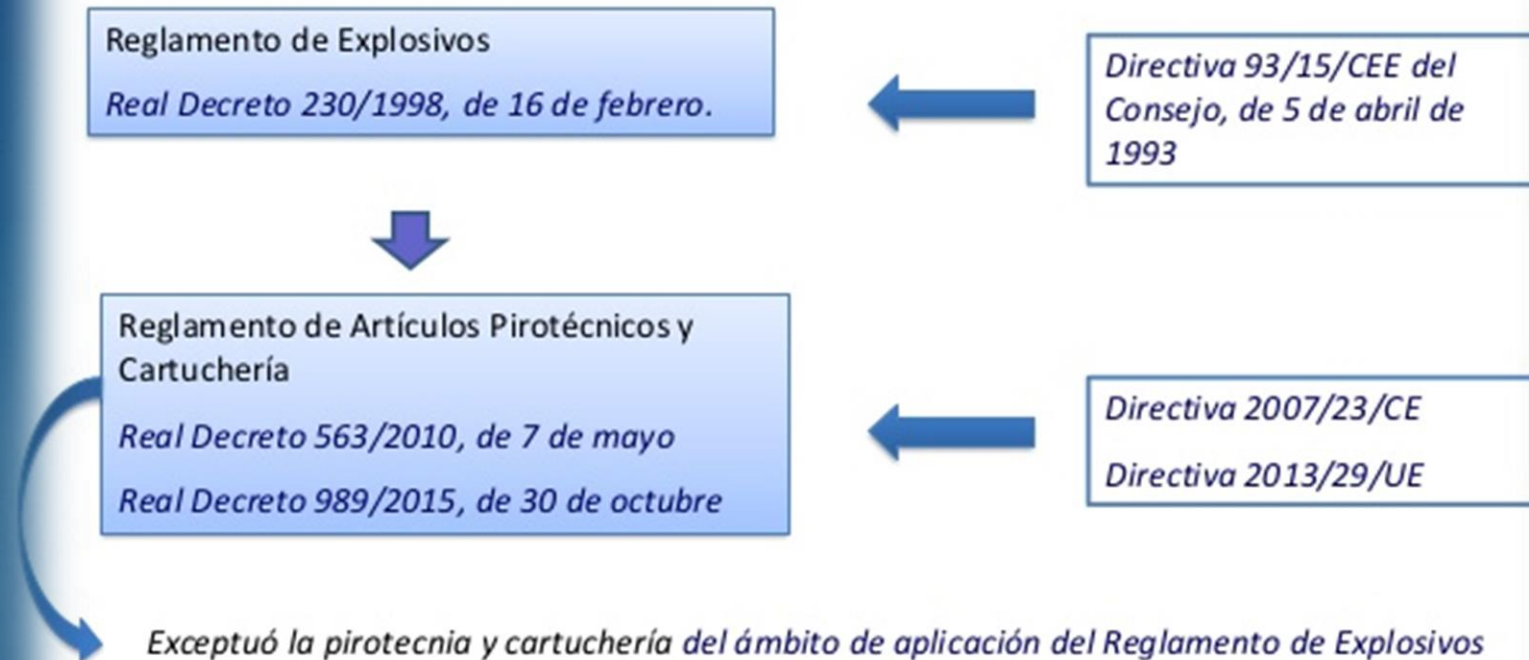 Reglamento de Explosivos
Real Decreto 230/1998, de 16 de febrero.
Directiva 93/15/CEE del
Consejo, de 5 de abril de
1993
Reglamento de Artículos Pirotécnicos y
Cartuchería
Real Decreto 563/2010, de 7 de mayo
Real Decreto 989/2015, de 30 de octubre
Directiva 2007/23/CE
Directiva 2013/29/UE
Exceptuó la pirotecnia y cartuchería del ámbito de aplicación del Reglamento de Explosivos